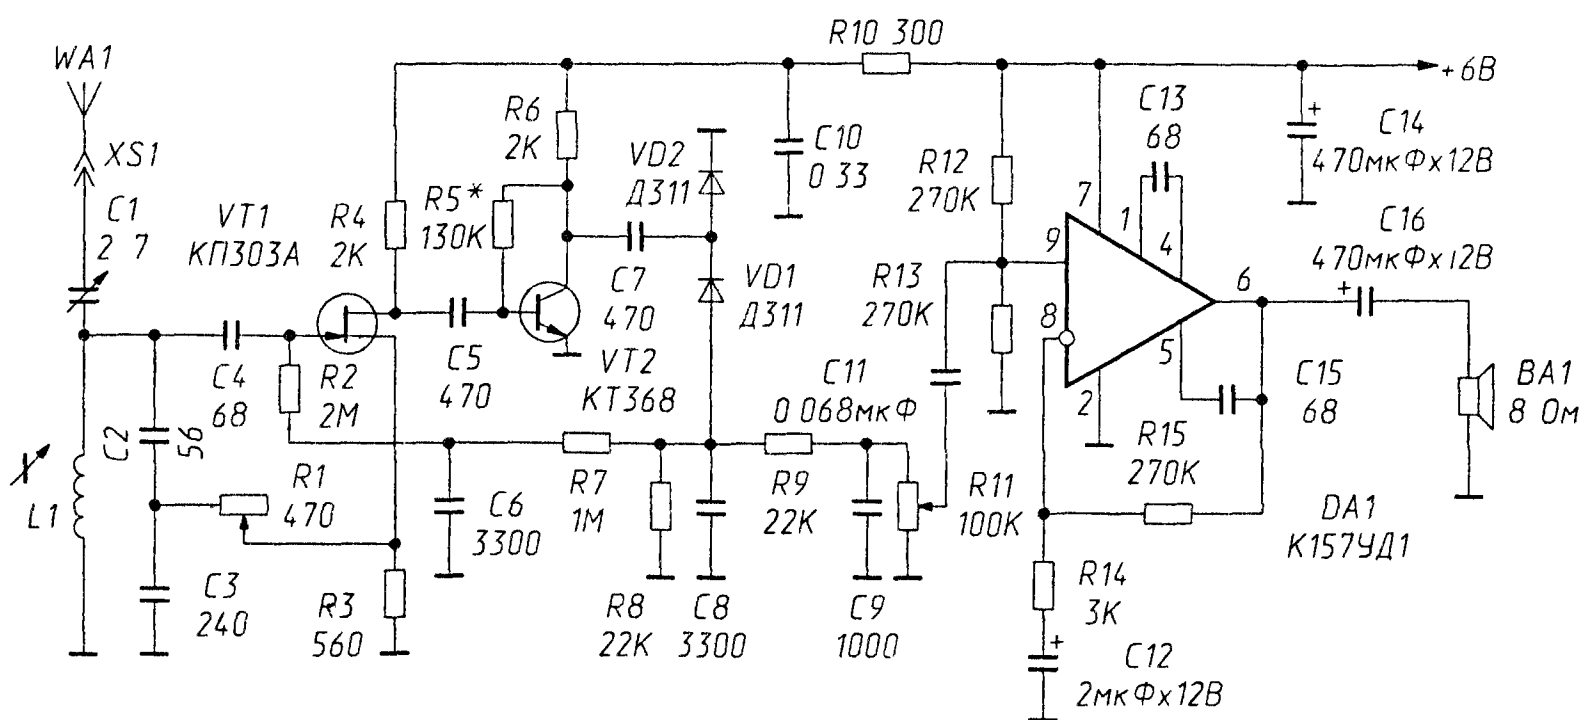 R10 300
WA1
+6В
XS1
C1
2 7
VT1
КП303А
R4
2К
R5*
130К
R6
2К
VD2
Д311
C10
0 33
R12
270К
C13
68
C14
470мкФх12В
7
1
4
9
8
6
5
2
C16
470мкФх12В
C7
470
VD1
Д311
R13
270К
C4
68
R2
2М
C5
470
VT2
КТ368
C11
0 068мкФ
C15
68
BA1
8 Ом
C2
56
L1
R1
470
C6
3300
R7
1М
R9
22К
R11
100К
R15
270К
DA1
К157УД1
C3
240
R3
560
R8
22К
C8
3300
C9
1000
R14
3К
C12
2мкФх12В
+
+
+